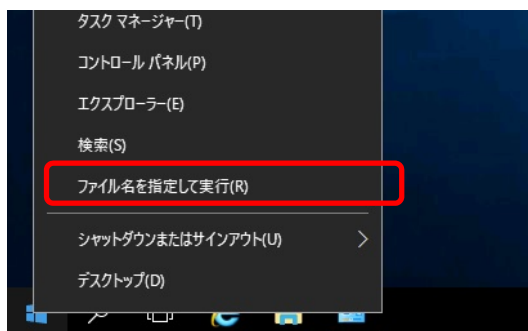 タスク マネージャー(T)
コントロール パネル(P)
エクスプローラー(E)
検索(S)
ファイル名を指定して実行(R)
シャットダウンまたはサインアウト(U)
デスクトップ(D)